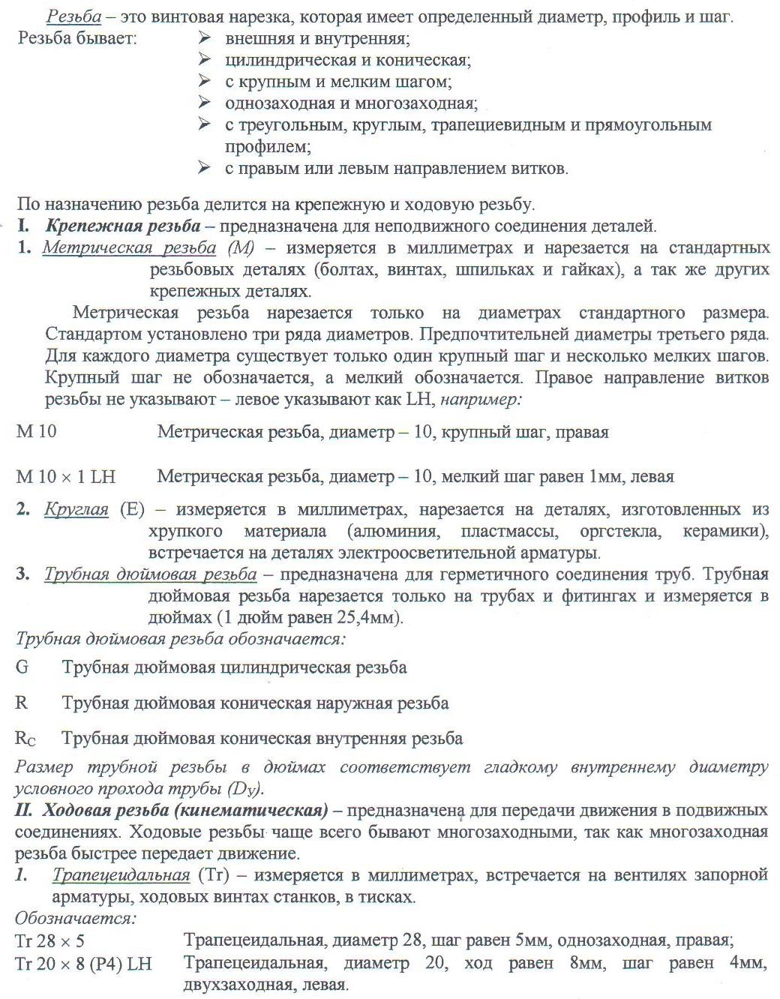 Резьба – это винтовая нарезка, которая имеет определенный диаметр, профиль и шаг.
Резьба бывает: ➢ внешняя и внутренняя;
➢ цилиндрическая и коническая;
➢ с крупным и мелким шагом;
➢ однозаходная и многозаходная;
➢ с треугольным, круглым, трапециевидным и прямоугольным
профилем;
➢ с правым или левым направлением витков.
По назначению резьба делится на крепежную и ходовую резьбу.
I. Крепежная резьба – предназначена для неподвижного соединения деталей.
1. Метрическая резьба (М) – измеряется в миллиметрах и нарезается на стандартных
резьбовых деталях (болтах, винтах, шпильках и гайках), а так же других
крепежных деталях.
Метрическая резьба нарезается только на диаметрах стандартного размера.
Стандартом установлено три ряда диаметров. Предпочтительней диаметры третьего ряда.
Для каждого диаметра существует только один крупный шаг и несколько мелких шагов.
Крупный шаг не обозначается, а мелкий обозначается. Правое направление витков
резьбы не указывают – левое указывают как LH, например:
М 10 Метрическая резьба, диаметр – 10, крупный шаг, правая
М 10 × 1 LH Метрическая резьба, диаметр – 10, мелкий шаг равен 1мм, левая
2. Круглая (Е) – измеряется в миллиметрах, нарезается на деталях, изготовленных из
хрупкого материала (алюминия, пластмассы, оргстекла, керамики),
встречается на деталях электроосветительной арматуры.
3. Трубная дюймовая резьба – предназначена для герметичного соединения труб. Трубная
дюймовая резьба нарезается только на трубах и фитингах и измеряется в
дюймах (1 дюйм равен 25,4мм).
Трубная дюймовая резьба обозначается:
G Трубная дюймовая цилиндрическая резьба
R Трубная дюймовая коническая наружная резьба
RC Трубная дюймовая коническая внутренняя резьба
Размер трубной резьбы в дюймах соответствует гладкому внутреннему диаметру
условного прохода трубы (Dу).
II. Ходовая резьба (кинематическая) – предназначена для передачи движения в подвижных
соединениях. Ходовые резьбы чаще всего бывают многозаходными, так как многозаходная
резьба быстрее передает движение.
1. Трапецеидальная (Tr) – измеряется в миллиметрах, встречается на вентилях запорной
арматуры, ходовых винтах станков, в тисках.
Обозначается:
Tr 28 × 5 Трапецеидальная, диаметр 28, шаг равен 5мм, однозаходная, правая;
Tr 20 × 8 (P4) LH Трапецеидальная, диаметр 20, ход равен 8мм, шаг равен 4мм,
двухзаходная, левая.